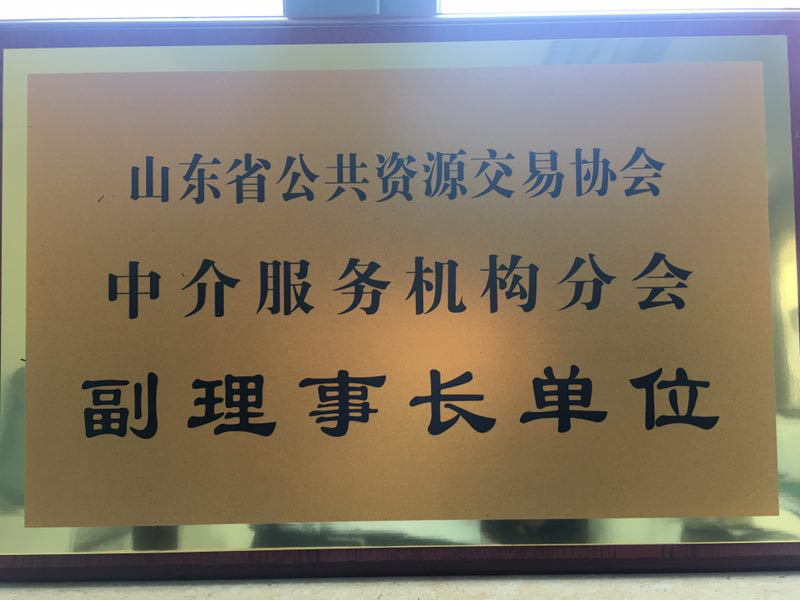 山东省公共资源交易协会
中介服务机构分会
副理事长单位